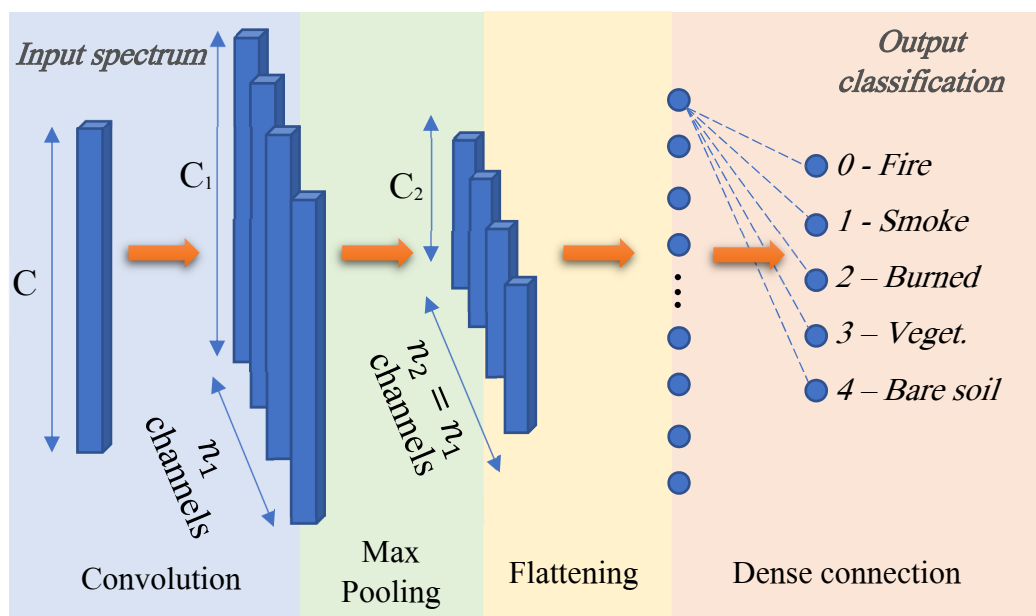 Input spectrum
C
C₁
n₁
channels
C₂
n₂ = n₁
channels
Output
classification
0 - Fire
1 - Smoke
2 – Burned
3 – Veget.
4 – Bare soil
Convolution
Max
Pooling
Flattening
Dense connection